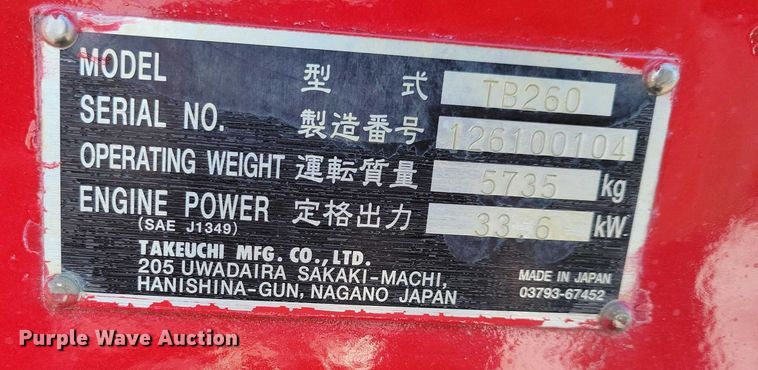 MODEL 型式 TB260
SERIAL NO. 製造番号 126100104
OPERATING WEIGHT 運転質量 5735 kg
ENGINE POWER 定格出力 33.6 kW
(SAE J1349)
TAKEUCHI MFG. CO., LTD.
205 UWADAIRA SAKAKI-MACHI,
HANISHINA-GUN, NAGANO JAPAN
MADE IN JAPAN
03793-67452
Purple Wave Auction